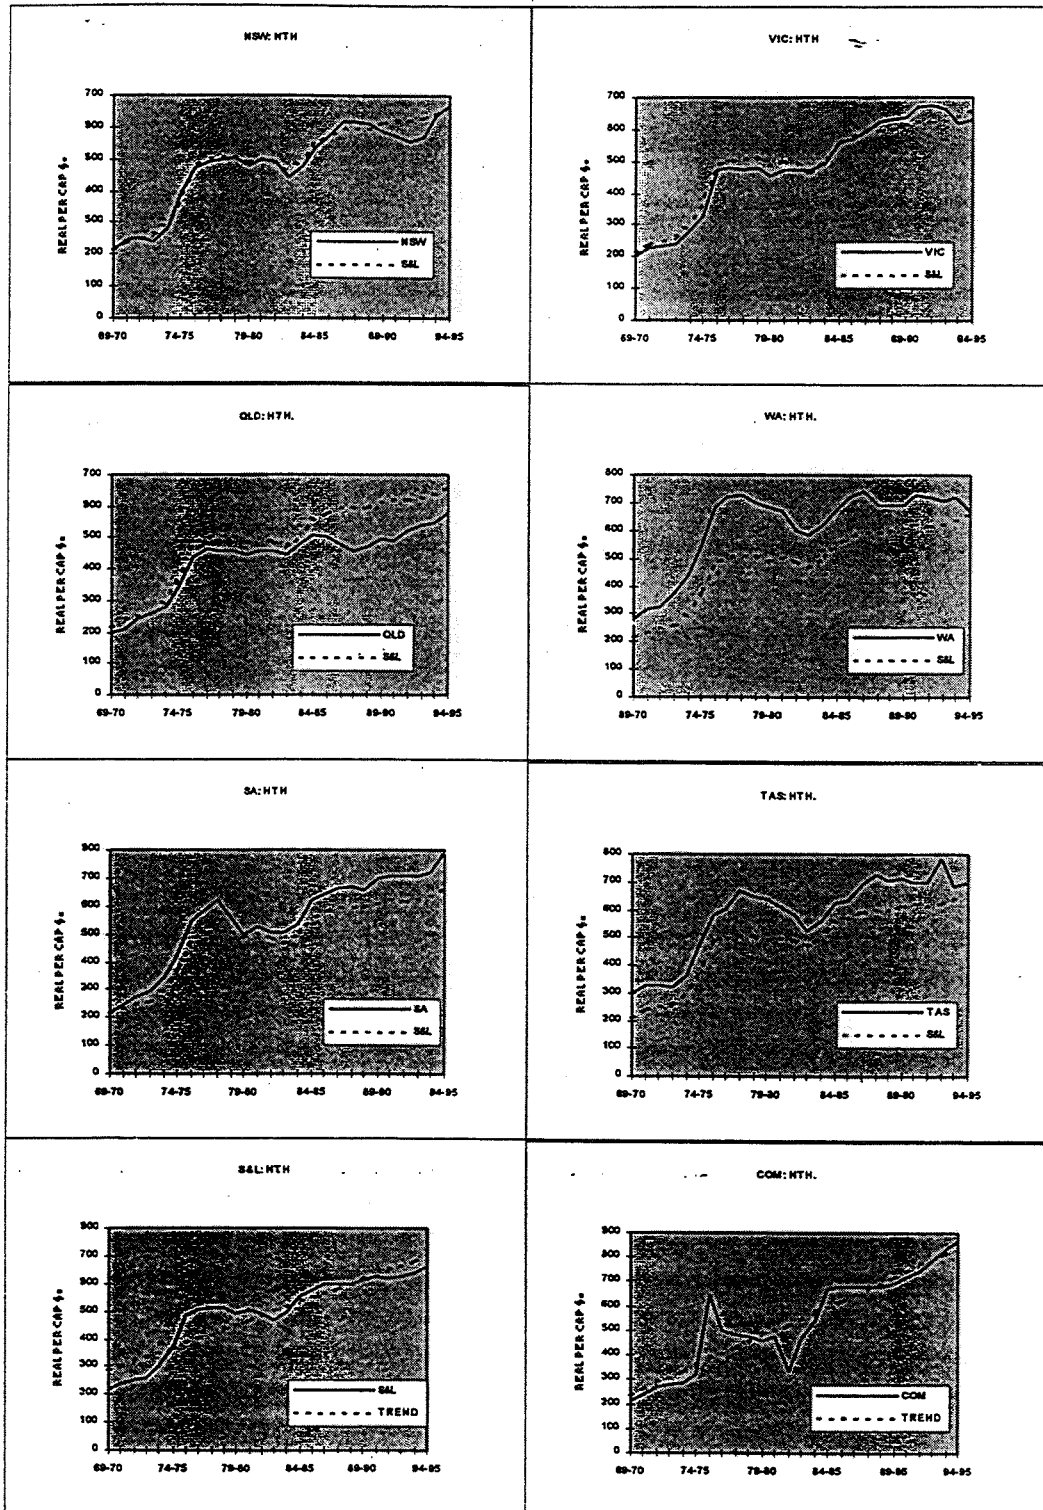 NSW: HTH
REAL PER CAP $s
700
600
500
400
300
200
100
0
NSW
S&L
69-70 74-75 79-80 84-85 89-90 94-95
VIC: HTH
REAL PER CAP $s
700
600
500
400
300
200
100
0
VIC
S&L
69-70 74-75 79-80 84-85 89-90 94-95
QLD: HTH.
REAL PER CAP $s
700
600
500
400
300
200
100
0
QLD
S&L
69-70 74-75 79-80 84-85 89-90 94-95
WA: HTH.
REAL PER CAP $s
800
700
600
500
400
300
200
100
0
WA
S&L
69-70 74-75 79-80 84-85 89-90 94-95
SA: HTH
REAL PER CAP $s
800
700
600
500
400
300
200
100
0
SA
S&L
69-70 74-75 79-80 84-85 89-90 94-95
TAS: HTH.
REAL PER CAP $s
800
700
600
500
400
300
200
100
0
TAS
S&L
69-70 74-75 79-80 84-85 89-90 94-95
S&L: HTH
REAL PER CAP $s
800
700
600
500
400
300
200
100
0
S&L
TREND
69-70 74-75 79-80 84-85 89-90 94-95
COM: HTH.
REAL PER CAP $s
900
800
700
600
500
400
300
200
100
0
COM
TREND
69-70 74-75 79-80 84-85 89-90 94-95